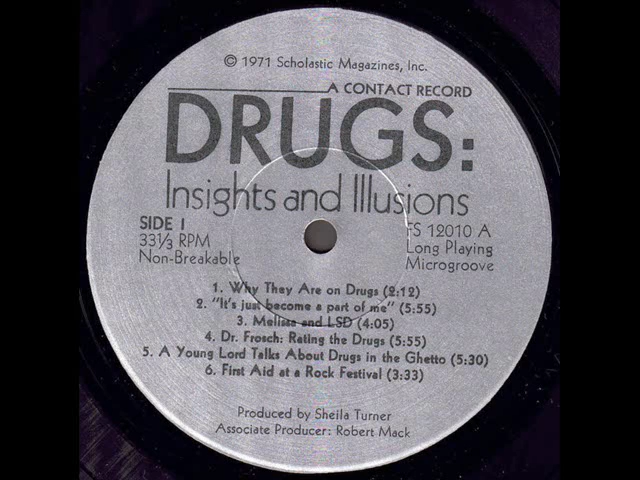 © 1971 Scholastic Magazines, Inc.
A CONTACT RECORD
DRUGS:
Insights and Illusions
SIDE I
33⅓ RPM
Non-Breakable
FS 12010 A
Long Playing
Microgroove
1. Why They Are on Drugs (2:12)
2. "It's just become a part of me" (5:55)
3. Melissa and LSD (4:05)
4. Dr. Frosch: Rating the Drugs (5:55)
5. A Young Lord Talks About Drugs in the Ghetto (5:30)
6. First Aid at a Rock Festival (3:33)
Produced by Sheila Turner
Associate Producer: Robert Mack